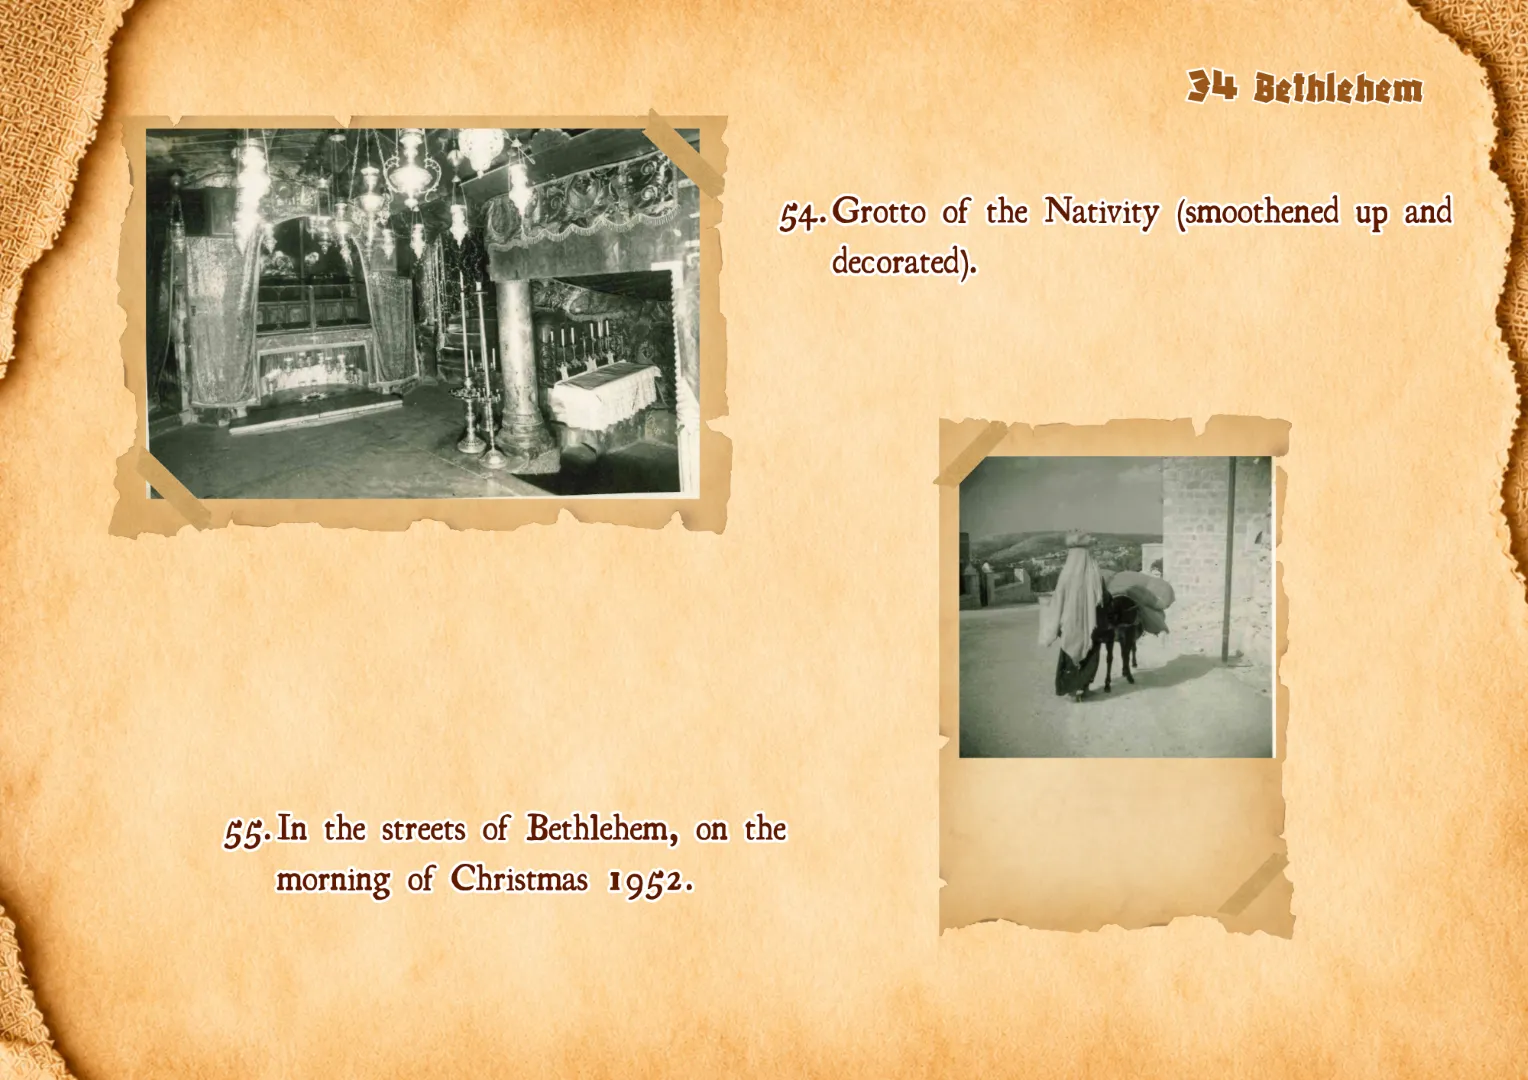 34 Bethlehem
54. Grotto of the Nativity (smoothened up and
decorated).
55. In the streets of Bethlehem, on the
morning of Christmas 1952.